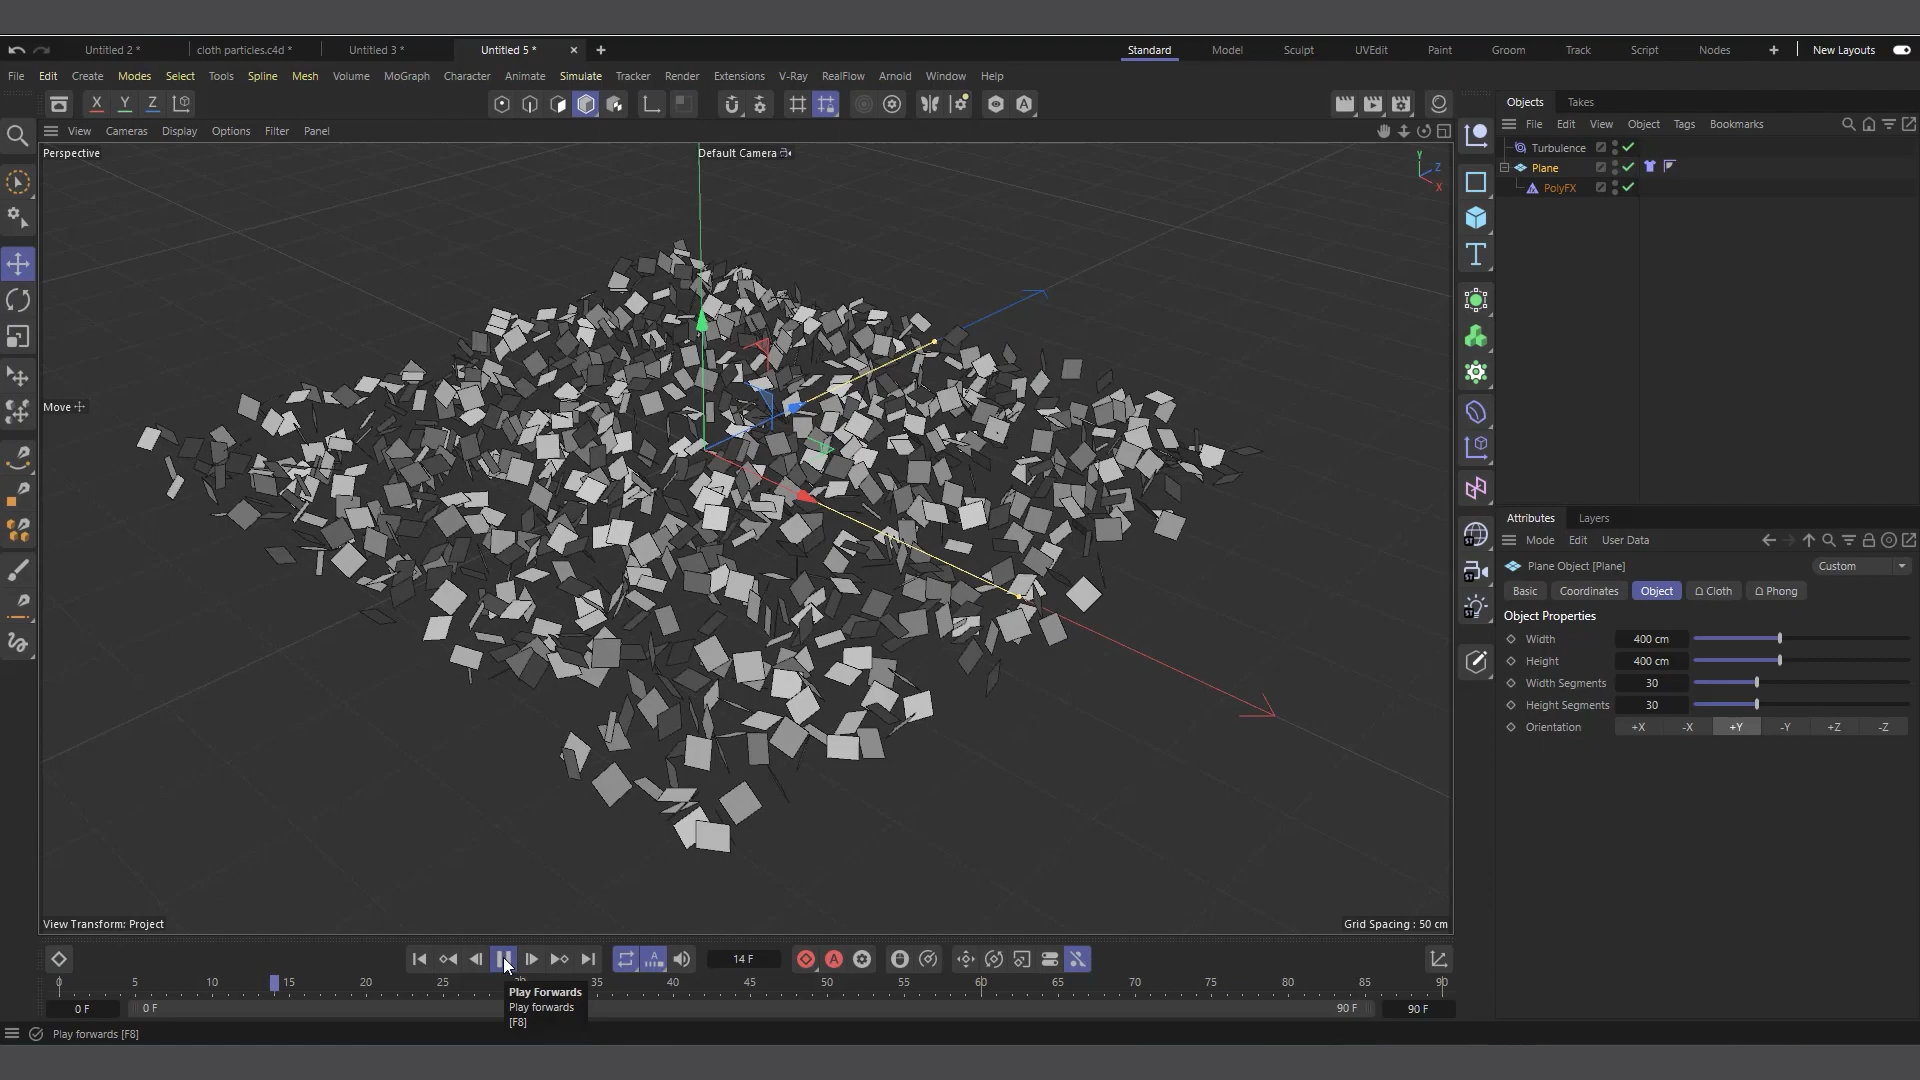 Untitled 2 *
cloth particles.c4d *
Untitled 3 *
Untitled 5 *
Standard
Model
Sculpt
UVEdit
Paint
Groom
Track
Script
Nodes
New Layouts
File Edit Create Modes Select Tools Spline Mesh Volume MoGraph Character Animate Simulate Tracker Render Extensions V-Ray RealFlow Arnold Window Help
X Y Z
View Cameras Display Options Filter Panel
Perspective
Default Camera
Y
Z
X
Move
View Transform: Project
Grid Spacing : 50 cm
Objects Takes
File Edit View Object Tags Bookmarks
Turbulence
Plane
PolyFX
Attributes Layers
Mode Edit User Data
Plane Object [Plane]
Custom
Basic Coordinates Object Cloth Phong
Object Properties
Width 400 cm
Height 400 cm
Width Segments 30
Height Segments 30
Orientation +X -X +Y -Y +Z -Z
ST
ST
ST
A
A
14 F
A
0 5 10 15 25 35 40 45 50 55 60 65 70 75 80 85 90
0 F
0 F
90 F
90 F
Play Forwards
Play forwards
[F8]
Play forwards [F8]